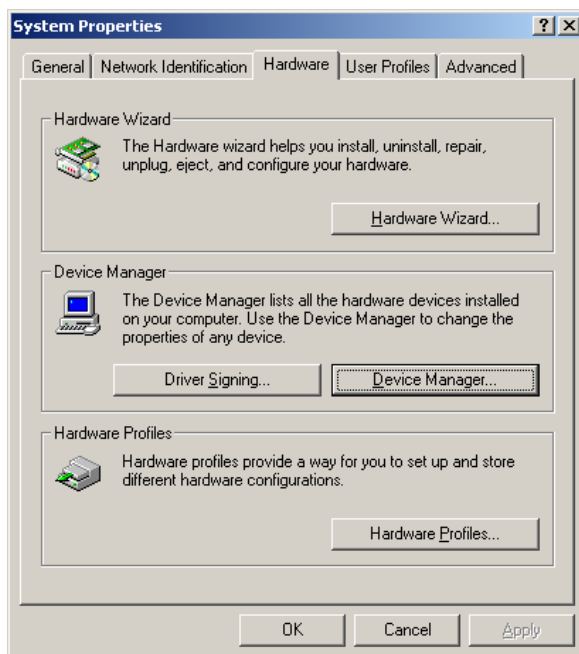 System Properties
General
Network Identification
Hardware
User Profiles
Advanced
Hardware Wizard
The Hardware wizard helps you install, uninstall, repair,
unplug, eject, and configure your hardware.
Hardware Wizard...
Device Manager
The Device Manager lists all the hardware devices installed
on your computer. Use the Device Manager to change the
properties of any device.
Driver Signing...
Device Manager...
Hardware Profiles
Hardware profiles provide a way for you to set up and store
different hardware configurations.
Hardware Profiles...
OK
Cancel
Apply